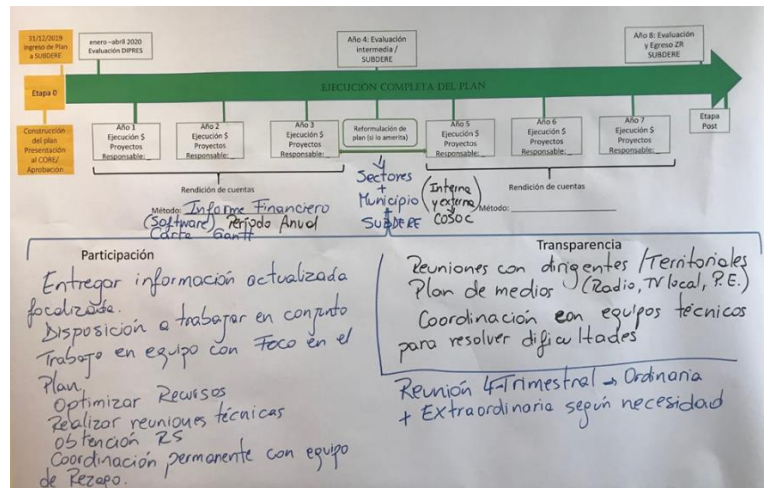 31/12/2019
Ingreso de Plan
a SUBDERE
enero –abril 2020
Evaluación DIPRES
Año 4: Evaluación
Intermedia /
SUBDERE
Año 8: Evaluación
y Egreso ZR
SUBDERE
Etapa 0
EJECUCIÓN COMPLETA DEL PLAN
Construcción
del plan
Presentación
al CORE/
Aprobación
Año 1
Ejecución $
Proyectos
Responsable:_
Año 2
Ejecución $
Proyectos
Responsable:_
Año 3
Ejecución $
Proyectos
Responsable:_
Reformulación de
plan (si lo amerita)
Año 5
Ejecución $
Proyectos
Responsable:_
Año 6
Ejecución $
Proyectos
Responsable:_
Año 7
Ejecución $
Proyectos
Responsable:_
Etapa
Post
Rendición de cuentas
Método: Informe Financiero
(Software) Período Anual
Carta Gantt
Sectores
+
Municipio
+
SUBDERE
(Interna
y externa)
COSOC
Rendición de cuentas
Método:
Participación
Entregar información actualizada
focalizada.
Disposición a trabajar en conjunto
Trabajo en equipo con Foco en el
Plan,
Optimizar Recursos
Realizar reuniones técnicas
Obtención RS
Coordinación permanente con equipo
de Rezago.
Transparencia
Reuniones con dirigentes /Territoriales
Plan de medios (Radio, TV local, P.E.)
Coordinación con equipos técnicos
para resolver dificultades
Reunión 4-Trimestral → Ordinaria
+ Extraordinaria según necesidad